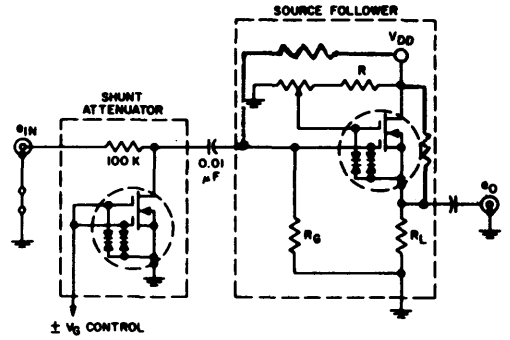 SOURCE FOLLOWER
VDD
R
SHUNT
ATTENUATOR
eIN
100 K
0.01
μF
eO
RG
RL
± VG CONTROL